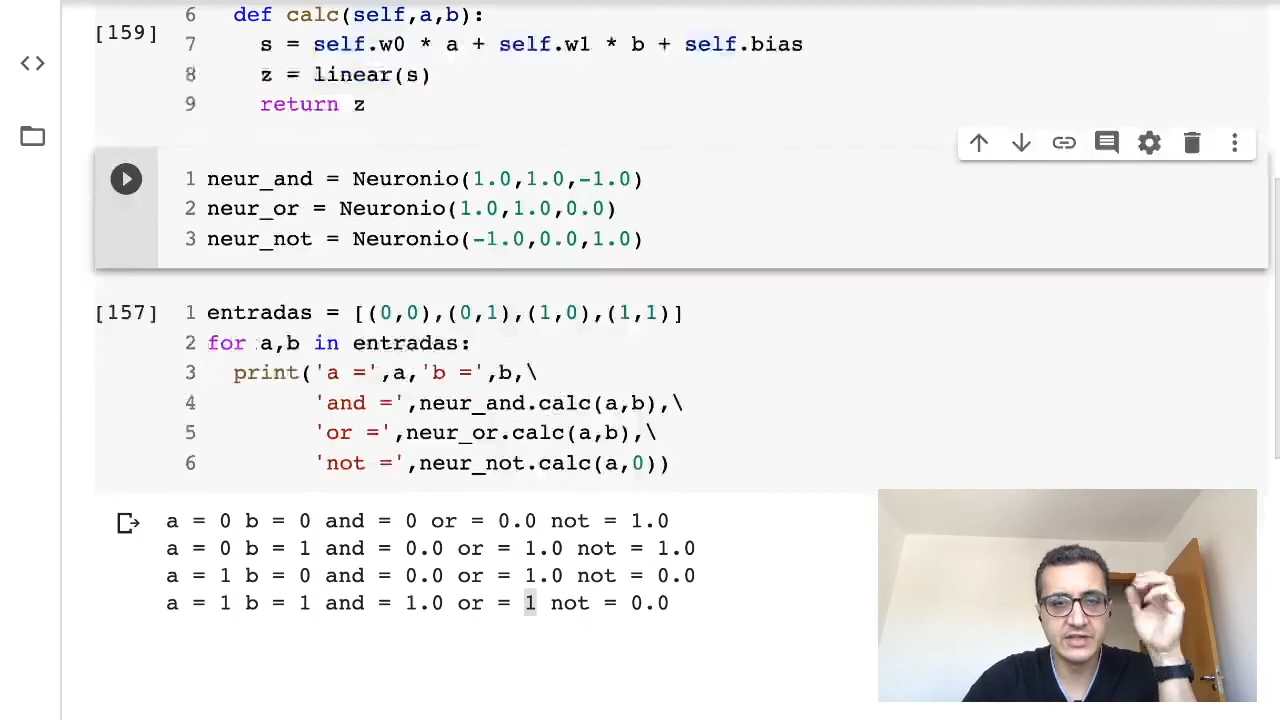 6 def calc(self,a,b):
[159] 7 s = self.w0 * a + self.w1 * b + self.bias
8 z = linear(s)
9 return z
1 neur_and = Neuronio(1.0,1.0,-1.0)
2 neur_or = Neuronio(1.0,1.0,0.0)
3 neur_not = Neuronio(-1.0,0.0,1.0)
[157] 1 entradas = [(0,0),(0,1),(1,0),(1,1)]
2 for a,b in entradas:
3 print('a =',a,'b =',b,\
4 'and =',neur_and.calc(a,b),\
5 'or =',neur_or.calc(a,b),\
6 'not =',neur_not.calc(a,0))
a = 0 b = 0 and = 0 or = 0.0 not = 1.0
a = 0 b = 1 and = 0.0 or = 1.0 not = 1.0
a = 1 b = 0 and = 0.0 or = 1.0 not = 0.0
a = 1 b = 1 and = 1.0 or = 1 not = 0.0